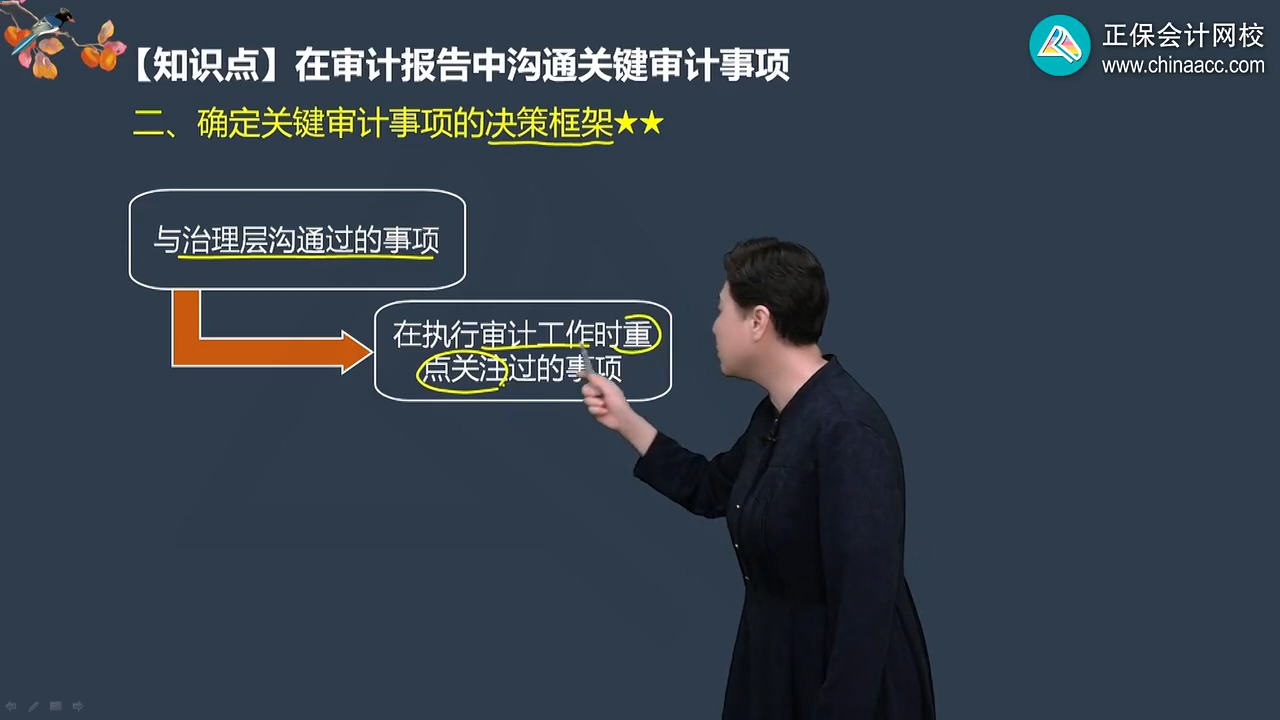 正保会计网校
www.chinaacc.com
【知识点】在审计报告中沟通关键审计事项
二、确定关键审计事项的决策框架★★
与治理层沟通过的事项
在执行审计工作时重
点关注过的事项